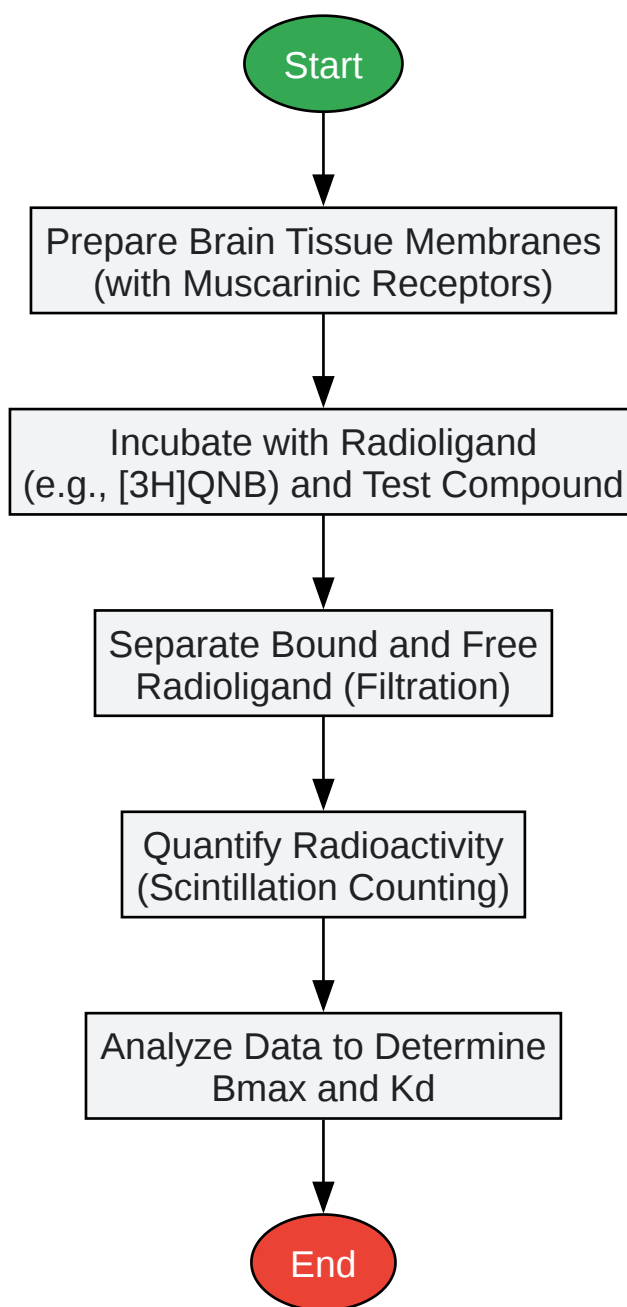 Start
Prepare Brain Tissue Membranes
(with Muscarinic Receptors)
Incubate with Radioligand
(e.g., [3H]QNB) and Test Compound
Separate Bound and Free
Radioligand (Filtration)
Quantify Radioactivity
(Scintillation Counting)
Analyze Data to Determine
Bmax and Kd
End